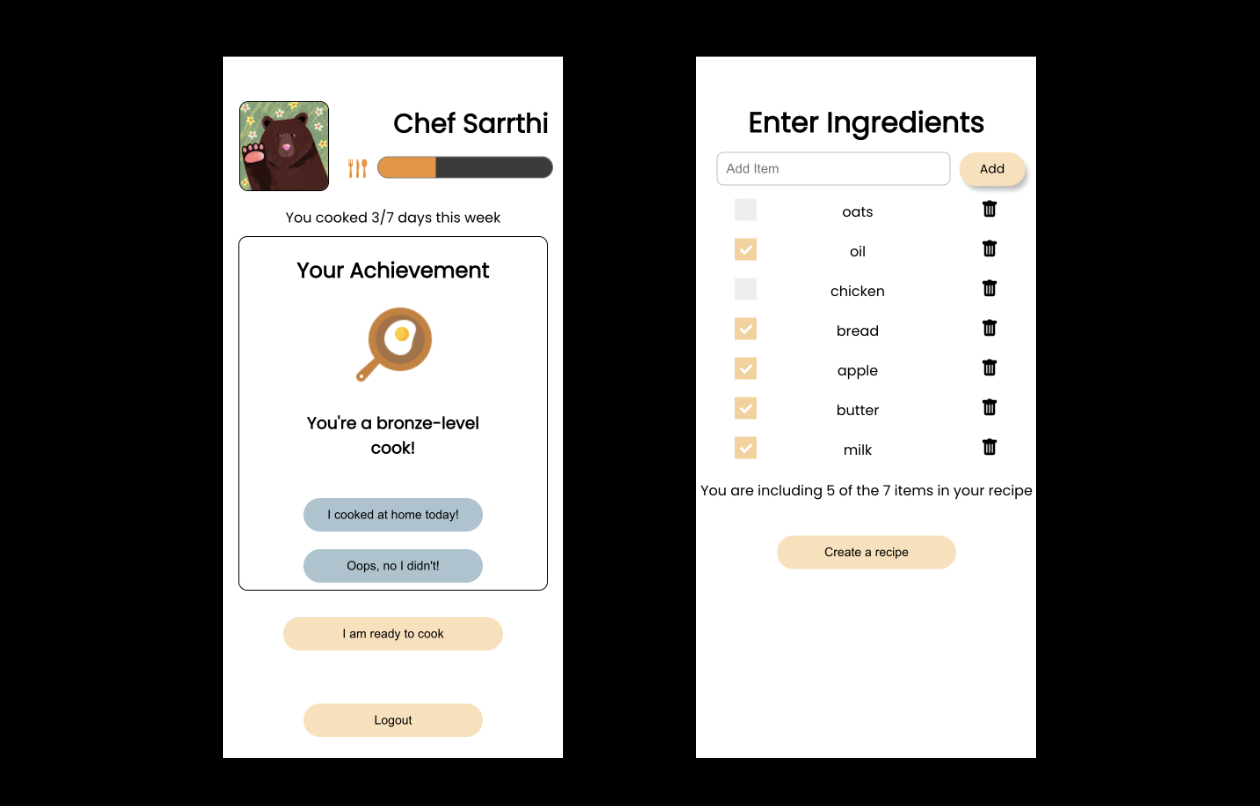 Chef Sarrthi
You cooked 3/7 days this week
Your Achievement
You're a bronze-level
cook!
I cooked at home today!
Oops, no I didn't!
I am ready to cook
Logout
Enter Ingredients
Add Item
Add
oats
oil
chicken
bread
apple
butter
milk
You are including 5 of the 7 items in your recipe
Create a recipe